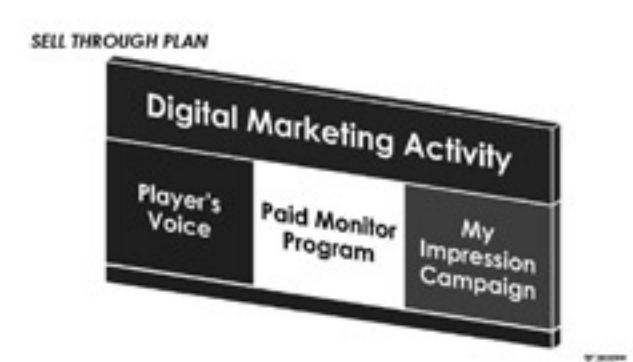 SELL THROUGH PLAN
Digital Marketing Activity
Player's
Voice
Paid Monitor
Program
My
Impression
Campaign